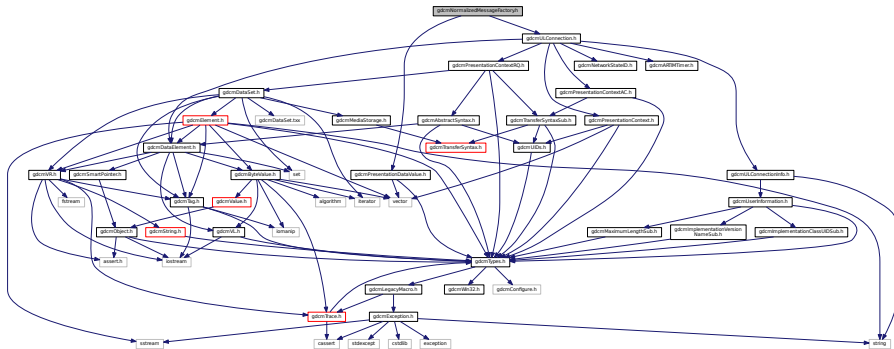 gdcmNormalizedMessageFactory.h
gdcmULConnection.h
gdcmPresentationContextRQ.h
gdcmNetworkStateID.h
gdcmARTIMTimer.h
gdcmDataSet.h
gdcmPresentationContextAC.h
gdcmElement.h
gdcmDataSet.txx
gdcmMediaStorage.h
gdcmAbstractSyntax.h
gdcmTransferSyntaxSub.h
gdcmPresentationContext.h
gdcmDataElement.h
gdcmTransferSyntax.h
gdcmUIDs.h
gdcmVR.h
gdcmSmartPointer.h
gdcmByteValue.h
set
gdcmPresentationDataValue.h
gdcmULConnectionInfo.h
fstream
gdcmTag.h
gdcmValue.h
algorithm
iterator
vector
gdcmUserInformation.h
gdcmObject.h
gdcmString.h
gdcmVL.h
iomanip
gdcmMaximumLengthSub.h
gdcmImplementationVersion
NameSub.h
gdcmImplementationClassUIDSub.h
assert.h
iostream
gdcmTypes.h
gdcmLegacyMacro.h
gdcmWin32.h
gdcmConfigure.h
gdcmTrace.h
gdcmException.h
sstream
cassert
stdexcept
cstdlib
exception
string